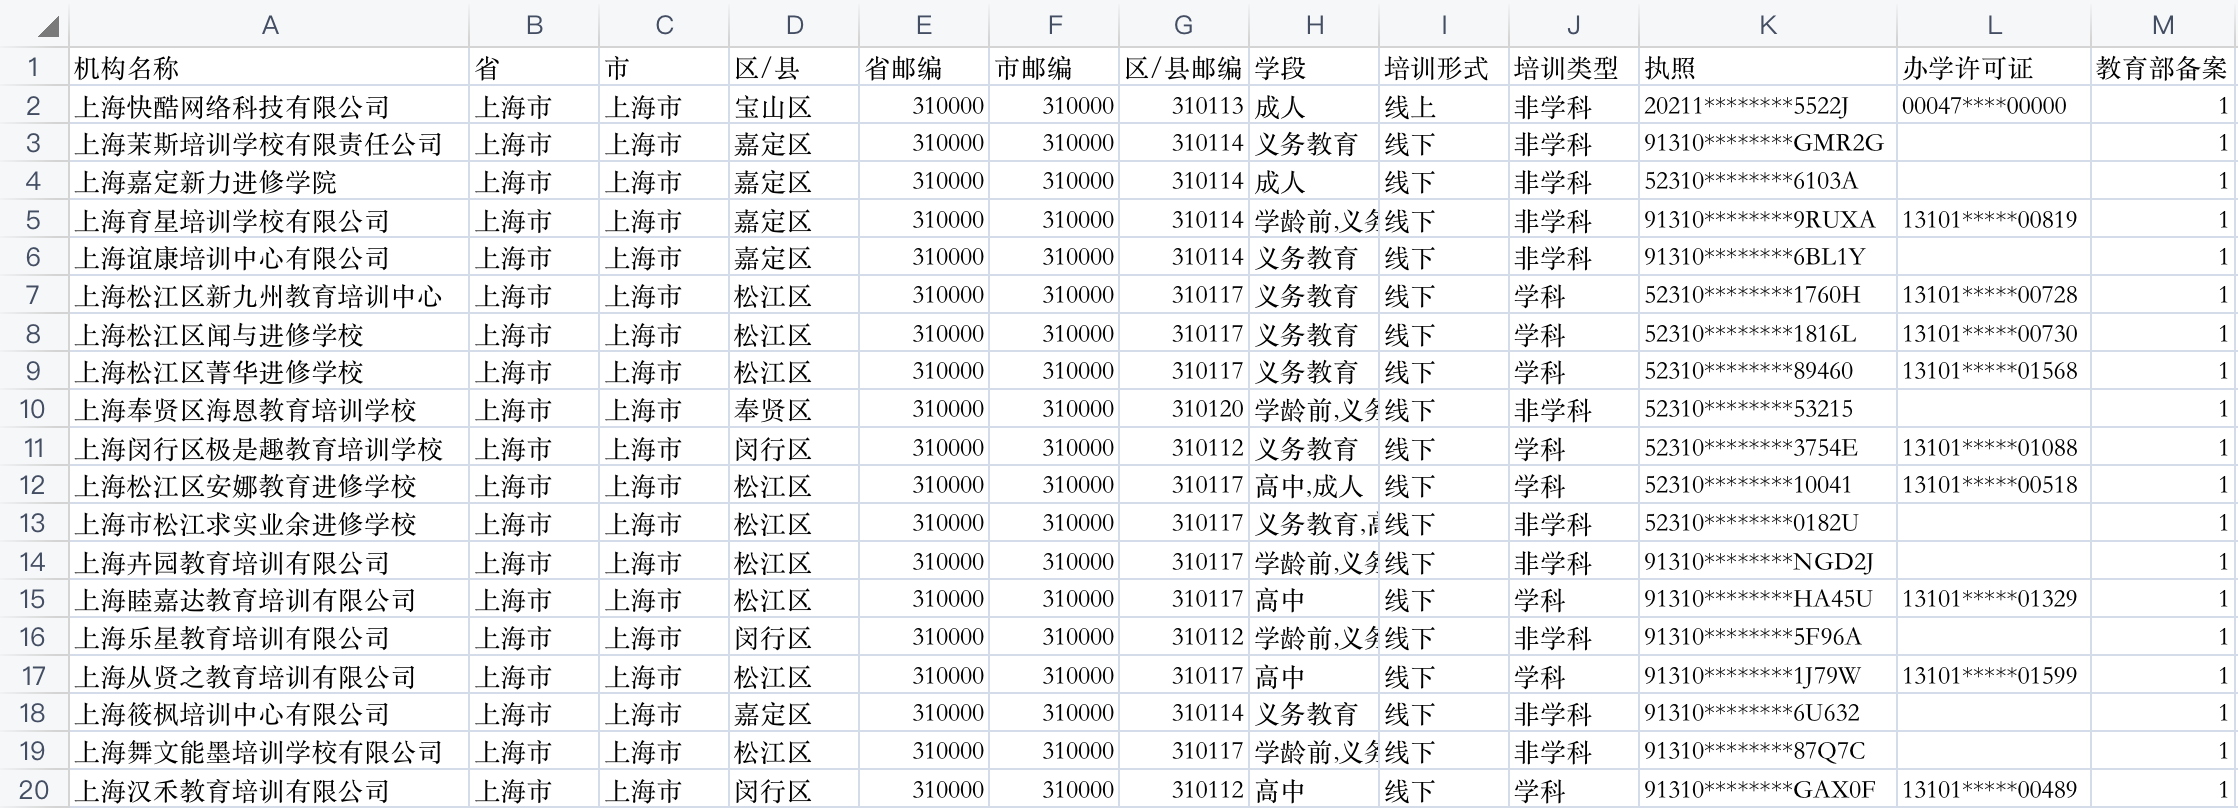 A B C D E F G H I J K L M
1 机构名称 省 市 区/县 省邮编 市邮编 区/县邮编 学段 培训形式 培训类型 执照 办学许可证 教育部备案
2 上海快酷网络科技有限公司 上海市 上海市 宝山区 310000 310000 310113 成人 线上 非学科 20211********5522J 00047****00000 1
3 上海茉斯培训学校有限责任公司 上海市 上海市 嘉定区 310000 310000 310114 义务教育 线下 非学科 91310********GMR2G 1
4 上海嘉定新力进修学院 上海市 上海市 嘉定区 310000 310000 310114 成人 线下 非学科 52310********6103A 1
5 上海育星培训学校有限公司 上海市 上海市 嘉定区 310000 310000 310114 学龄前,义务 线下 非学科 91310********9RUXA 13101*****00819 1
6 上海谊康培训中心有限公司 上海市 上海市 嘉定区 310000 310000 310114 义务教育 线下 非学科 91310********6BL1Y 1
7 上海松江区新九州教育培训中心 上海市 上海市 松江区 310000 310000 310117 义务教育 线下 学科 52310********1760H 13101*****00728 1
8 上海松江区闻与进修学校 上海市 上海市 松江区 310000 310000 310117 义务教育 线下 学科 52310********1816L 13101*****00730 1
9 上海松江区菁华进修学校 上海市 上海市 松江区 310000 310000 310117 义务教育 线下 学科 52310********89460 13101*****01568 1
10 上海奉贤区海恩教育培训学校 上海市 上海市 奉贤区 310000 310000 310120 学龄前,义务 线下 非学科 52310********53215 1
11 上海闵行区极是趣教育培训学校 上海市 上海市 闵行区 310000 310000 310112 义务教育 线下 学科 52310********3754E 13101*****01088 1
12 上海松江区安娜教育进修学校 上海市 上海市 松江区 310000 310000 310117 高中,成人 线下 学科 52310********10041 13101*****00518 1
13 上海市松江求实业余进修学校 上海市 上海市 松江区 310000 310000 310117 义务教育,高 线下 非学科 52310********0182U 1
14 上海卉园教育培训有限公司 上海市 上海市 松江区 310000 310000 310117 学龄前,义务 线下 非学科 91310********NGD2J 1
15 上海睦嘉达教育培训有限公司 上海市 上海市 松江区 310000 310000 310117 高中 线下 学科 91310********HA45U 13101*****01329 1
16 上海乐星教育培训有限公司 上海市 上海市 闵行区 310000 310000 310112 学龄前,义务 线下 非学科 91310********5F96A 1
17 上海从贤之教育培训有限公司 上海市 上海市 松江区 310000 310000 310117 高中 线下 学科 91310********1J79W 13101*****01599 1
18 上海筱枫培训中心有限公司 上海市 上海市 嘉定区 310000 310000 310114 义务教育 线下 非学科 91310********6U632 1
19 上海舞文能墨培训学校有限公司 上海市 上海市 松江区 310000 310000 310117 学龄前,义务 线下 非学科 91310********87Q7C 1
20 上海汉禾教育培训有限公司 上海市 上海市 闵行区 310000 310000 310112 高中 线下 学科 91310********GAX0F 13101*****00489 1